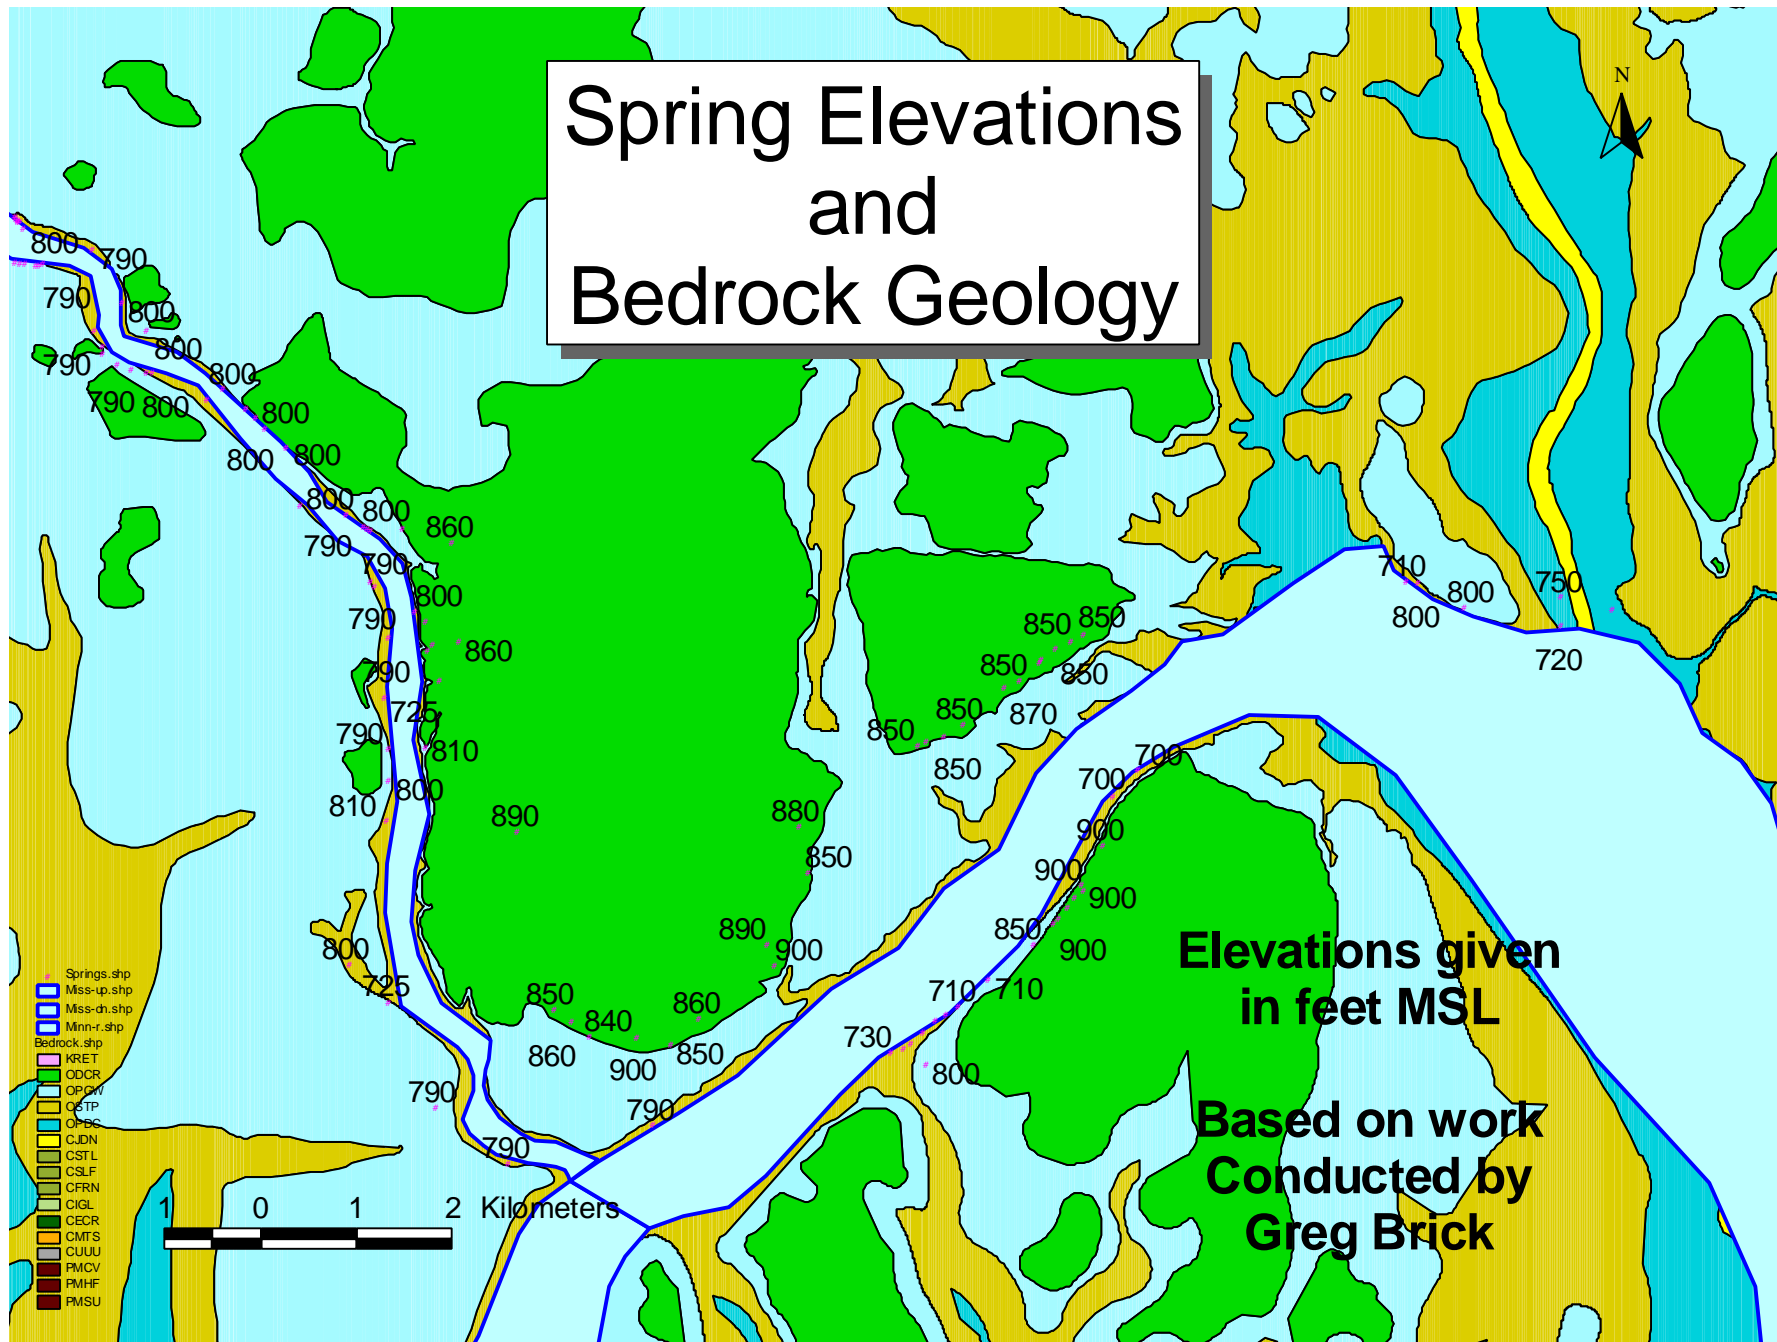 Spring Elevations
and
Bedrock Geology
N
800
790
790
800
800
790
800
790
800
800
800
800
800
800
860
790
790
800
790
860
790
725
790
810
800
810
890
880
850
890
900
800
725
850
840
860
860
900
850
790
790
790
850
850
850
850
850
870
850
850
710
800
800
750
720
700
700
900
900
900
850
900
710
710
730
800
Elevations given
in feet MSL
Based on work
Conducted by
Greg Brick
Springs.shp
Miss-up.shp
Miss-dn.shp
Minn-r.shp
Bedrock.shp
KRET
ODCR
OPGW
OSTP
OPDC
CJDN
CSTL
CSLF
CFRN
CIGL
CECR
CMTS
CUUU
PMCV
PMHF
PMSU
1 0 1 2 Kilometers